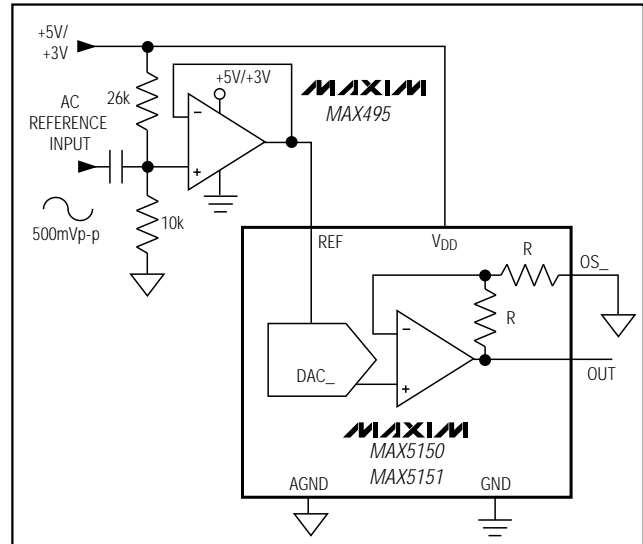 +5V/
+3V
26k
+5V/+3V
MAXIM
MAX495
AC
REFERENCE
INPUT
–
+
10k
500mVp-p
REF
VDD
R
OS_
R
–
+
DAC_
OUT
MAXIM
MAX5150
MAX5151
AGND
GND